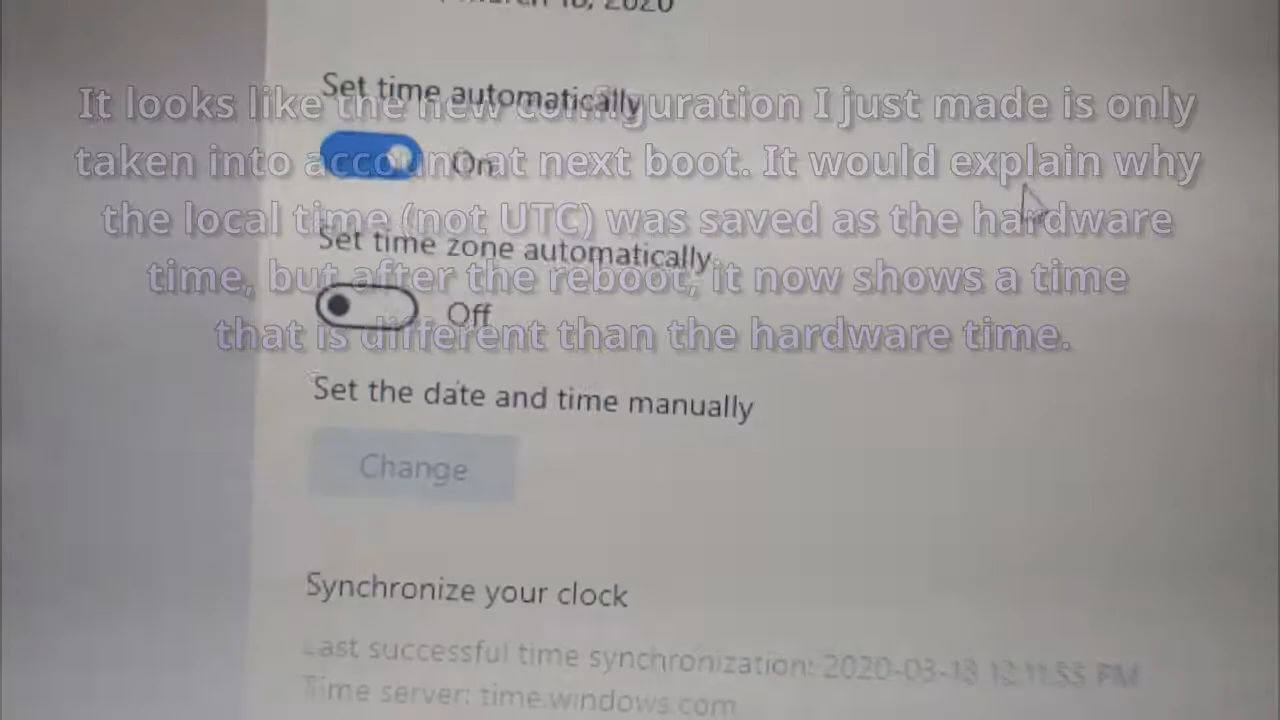 2020
Set time automatically
It looks like the new configuration I just made is only
On
taken into account at next boot. It would explain why
the local time (not UTC) was saved as the hardware
Set time zone automatically
time, but after the reboot, it now shows a time
Off
that is different than the hardware time.
Set the date and time manually
Change
Synchronize your clock
Last successful time synchronization: PM
Time server: time.windows.com